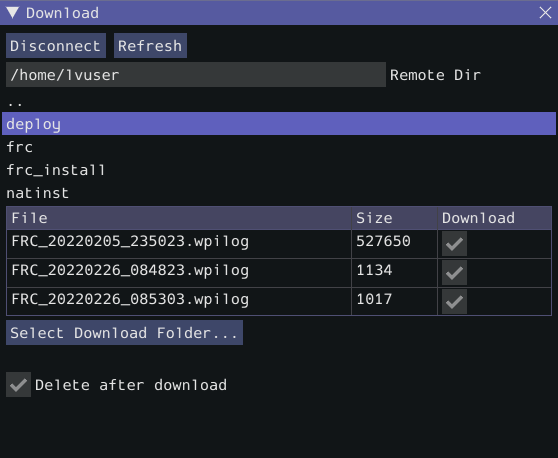 Download
Disconnect Refresh
/home/lvuser Remote Dir
..
deploy
frc
frc_install
natinst
File Size Download
FRC_20220205_235023.wpilog 527650
FRC_20220226_084823.wpilog 1134
FRC_20220226_085303.wpilog 1017
Select Download Folder...
Delete after download